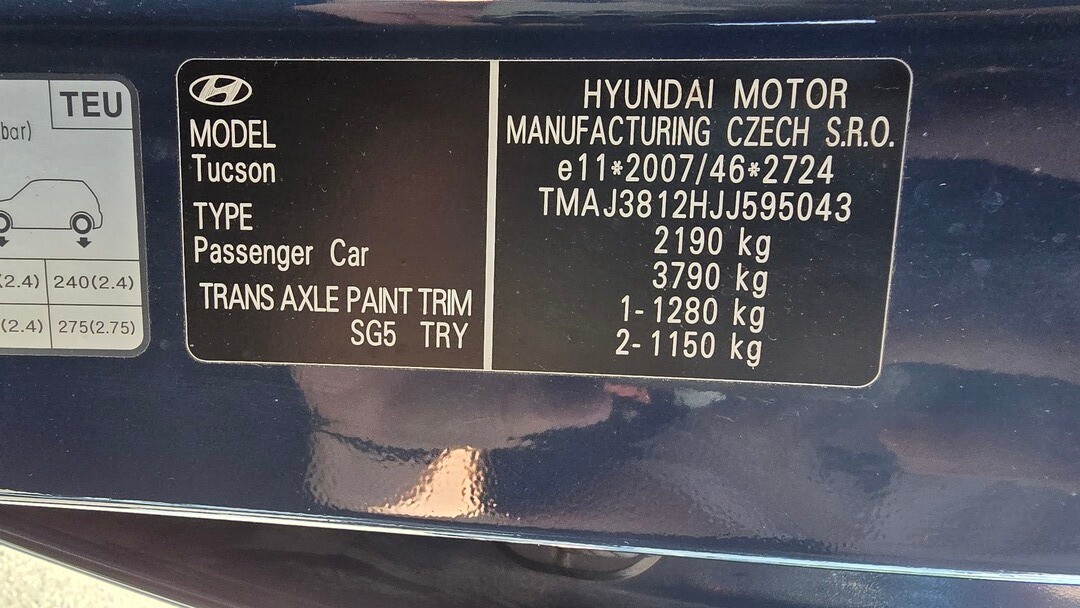 TEU
bar)
(2.4) 240(2.4)
(2.4) 275(2.75)
MODEL
Tucson
TYPE
Passenger Car
TRANS AXLE PAINT TRIM
SG5 TRY
HYUNDAI MOTOR
MANUFACTURING CZECH S.R.O.
e11*2007/46*2724
TMAJ3812HJJ595043
2190 kg
3790 kg
1-1280 kg
2-1150 kg